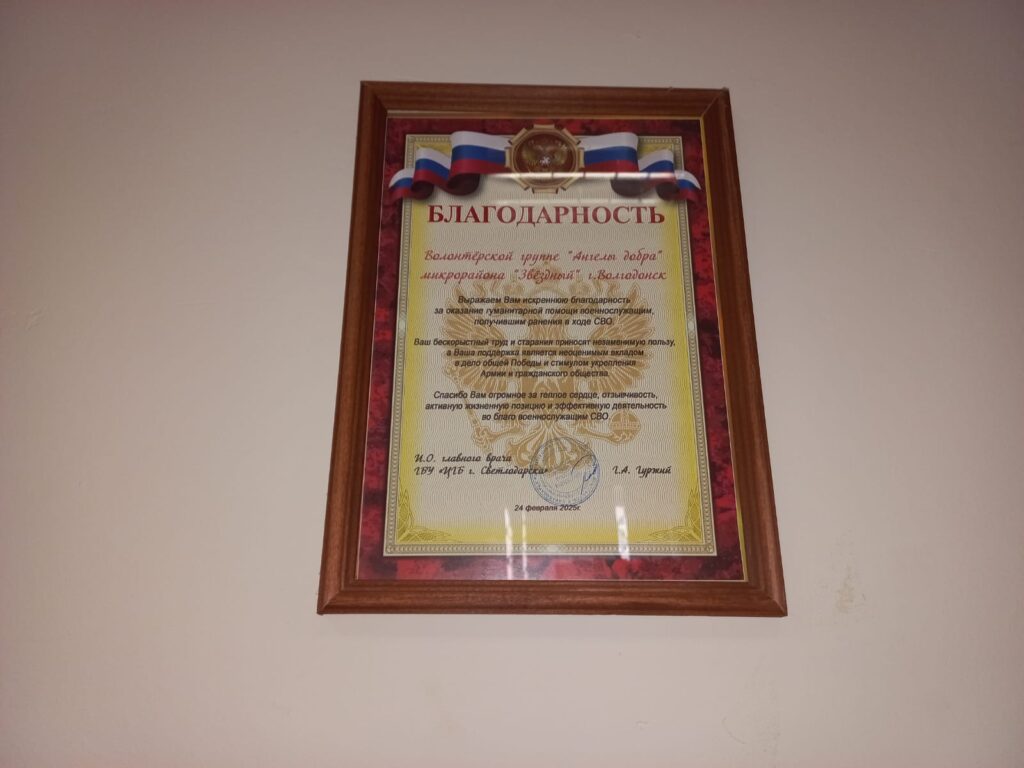 БЛАГОДАРНОСТЬ
Волонтёрской группе "Ангелы добра"
микрорайона "Звёздный" г.Волгодонск
Выражаем Вам искреннюю благодарность
за оказание гуманитарной помощи военнослужащим,
получившим ранения в ходе СВО.
Ваш бескорыстный труд и старания приносят незаменимую пользу,
а Ваша поддержка является неоценимым вкладом
в дело общей Победы и стимулом укрепления
Армии и гражданского общества.
Спасибо Вам огромное за теплое сердце, отзывчивость,
активную жизненную позицию и эффективную деятельность
во благо военнослужащим СВО.
И.О. главного врача
ГБУ «ЦГБ г. Светлодарска» Г.А. Гуржий
24 февраля 2025г.